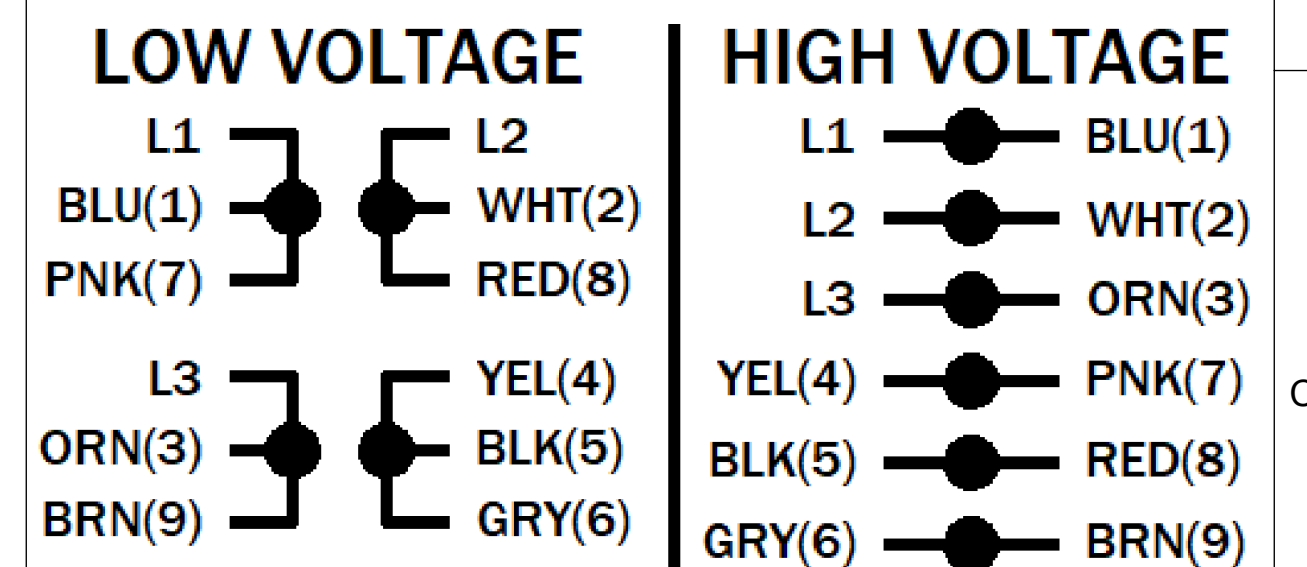 LOW VOLTAGE
L1 L2
BLU(1) WHT(2)
PNK(7) RED(8)
L3 YEL(4)
ORN(3) BLK(5)
BRN(9) GRY(6)
HIGH VOLTAGE
L1 BLU(1)
L2 WHT(2)
L3 ORN(3)
YEL(4) PNK(7)
BLK(5) RED(8)
GRY(6) BRN(9)